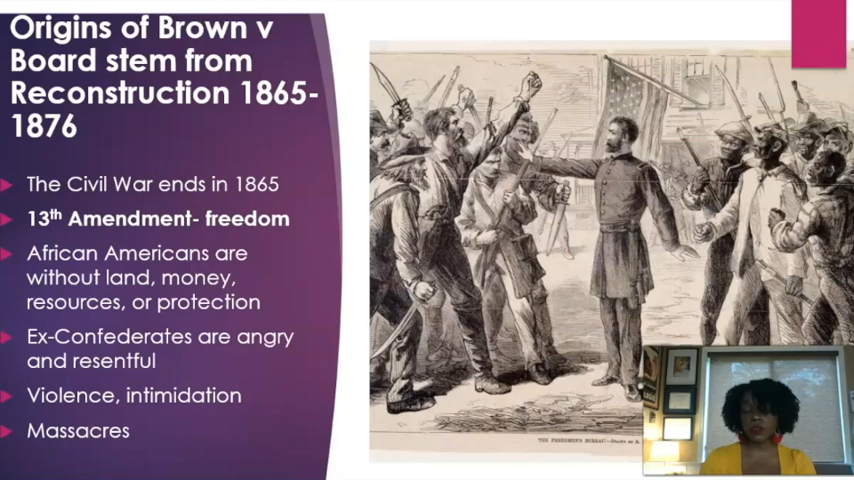 Origins of Brown v
Board stem from
Reconstruction 1865-
1876
The Civil War ends in 1865
13th Amendment- freedom
African Americans are
without land, money,
resources, or protection
Ex-Confederates are angry
and resentful
Violence, intimidation
Massacres
THE FREEDMEN'S BUREAU.